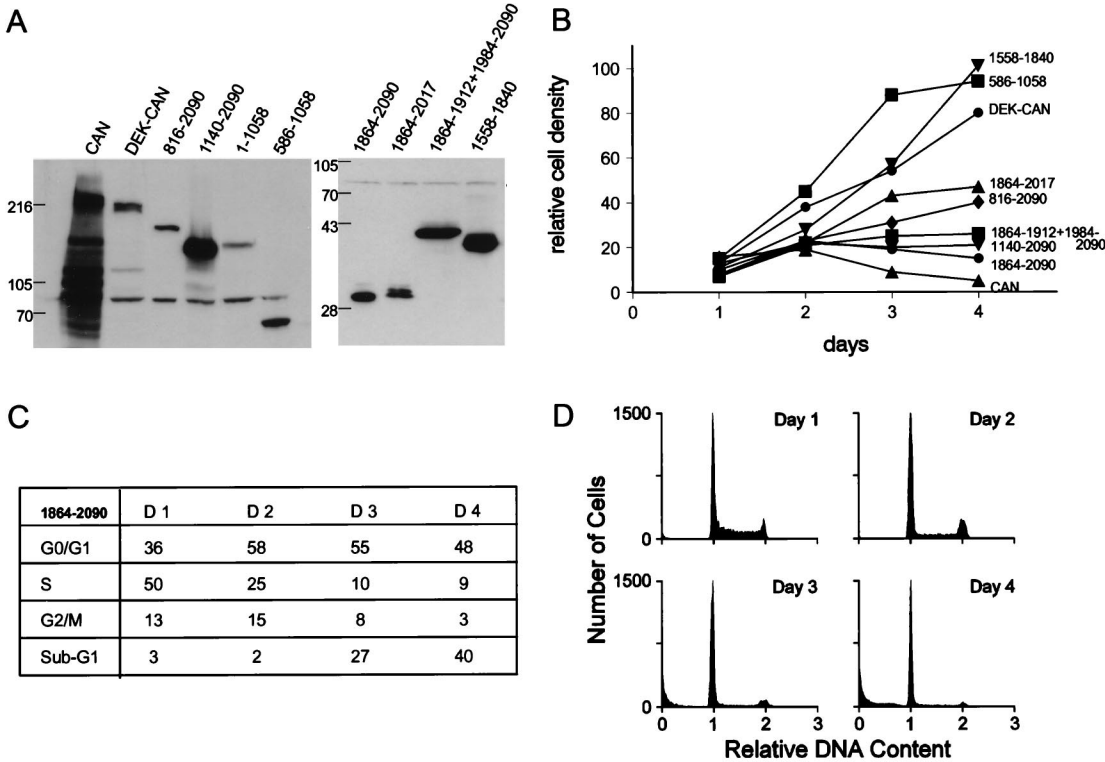 A
CAN
DEK-CAN
816-2090
1140-2090
1-1058
586-1058
1864-2090
1864-2017
1864-1912+1984-2090
1558-1840
216
105
70
105
70
43
28
B
relative cell density
100
80
60
40
20
0
0 1 2 3 4
days
1558-1840
586-1058
DEK-CAN
1864-2017
816-2090
1864-1912+1984-
2090
1140-2090
1864-2090
CAN
C
1864-2090 D 1 D 2 D 3 D 4
G0/G1 36 58 55 48
S 50 25 10 9
G2/M 13 15 8 3
Sub-G1 3 2 27 40
D
Number of Cells
1500
0
Day 1
Day 2
1500
0
Day 3
Day 4
0 1 2 3
0 1 2 3
Relative DNA Content